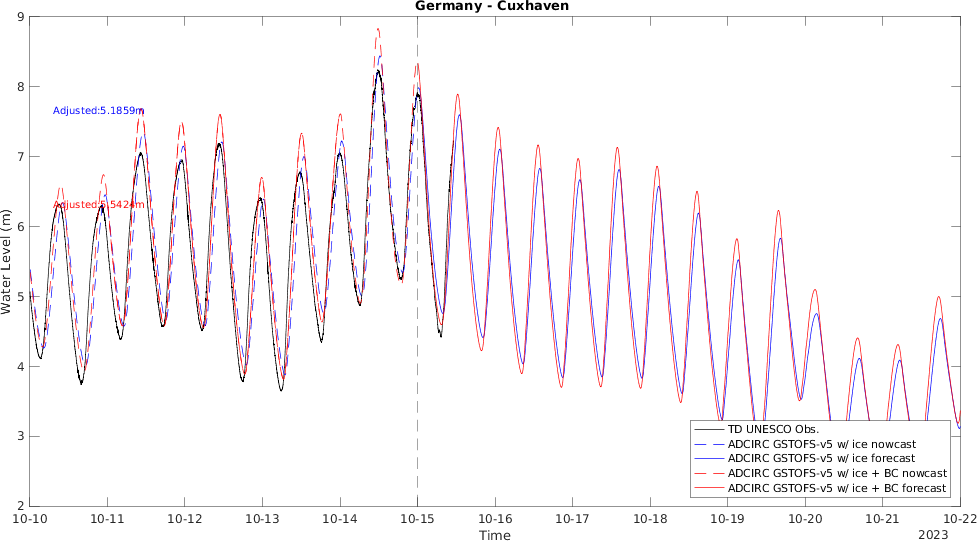 Germany - Cuxhaven
9
8
7
6
5
4
3
2
Water Level (m)
Adjusted:5.1859m
Adjusted:5.5424m
TD UNESCO Obs.
ADCIRC GSTOFS-v5 w/ ice nowcast
ADCIRC GSTOFS-v5 w/ ice forecast
ADCIRC GSTOFS-v5 w/ ice + BC nowcast
ADCIRC GSTOFS-v5 w/ ice + BC forecast
10-10 10-11 10-12 10-13 10-14 10-15 10-16 10-17 10-18 10-19 10-20 10-21 10-22
Time
2023